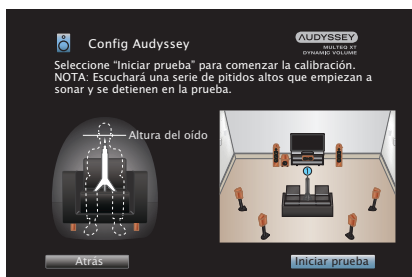 Config Audyssey
AUDYSSEY
MULTEQ XT
DYNAMIC VOLUME
Seleccione “Iniciar prueba” para comenzar la calibración.
NOTA: Escuchará una serie de pitidos altos que empiezan a
sonar y se detienen en la prueba.
Altura del oído
Atrás
Iniciar prueba